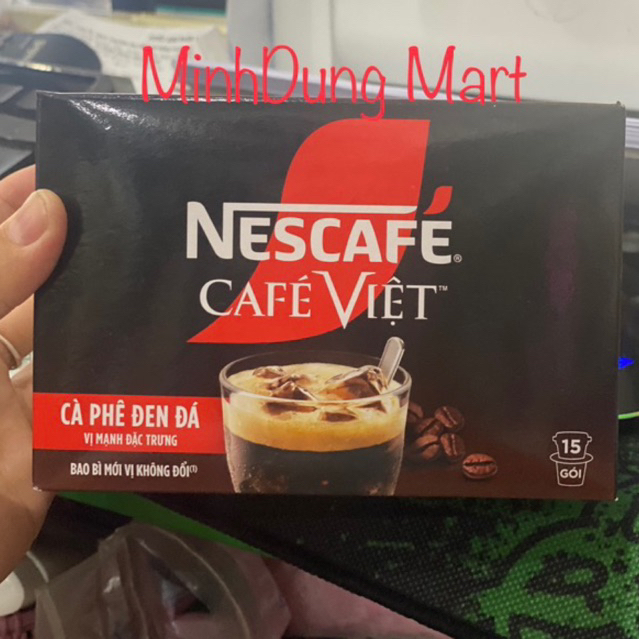 MinhDung Mart
NESCAFÉ®
CAFÉ VIỆT™
CÀ PHÊ ĐEN ĐÁ
VỊ MẠNH ĐẶC TRƯNG
BAO BÌ MỚI VỊ KHÔNG ĐỔI(1)
15
GÓI